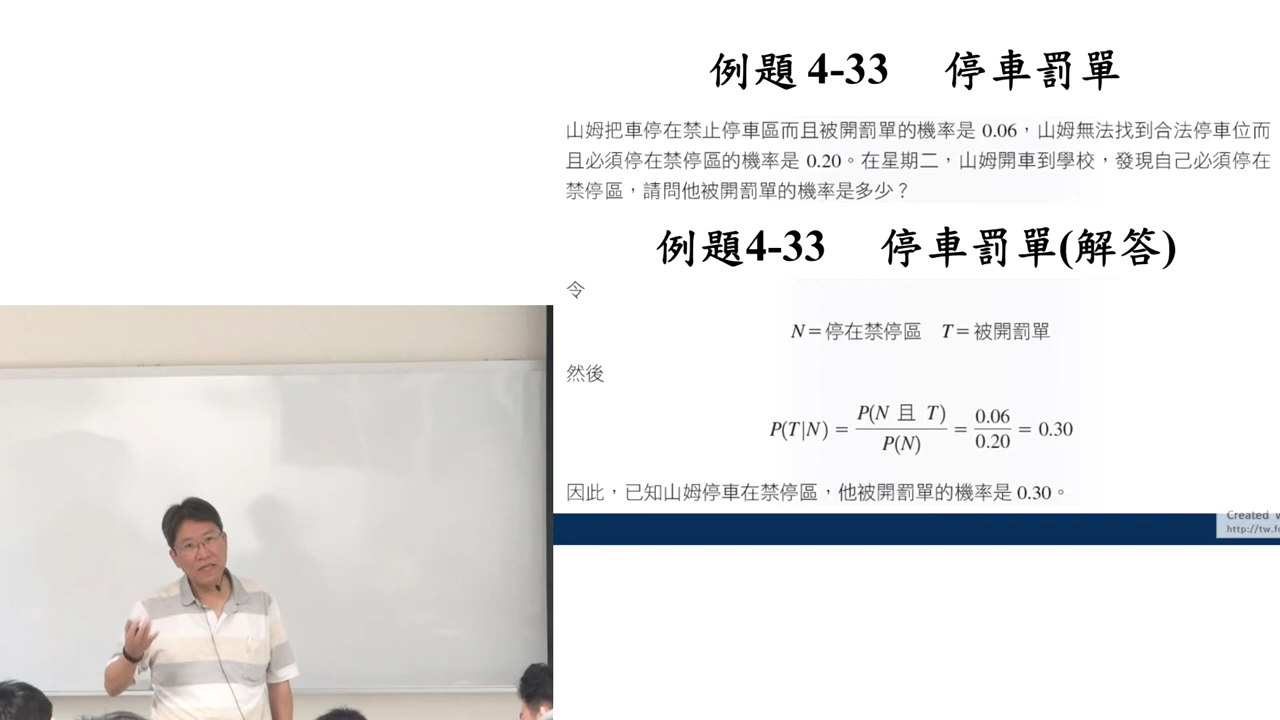 例題 4-33 停車罰單
山姆把車停在禁止停車區而且被開罰單的機率是 0.06，山姆無法找到合法停車位而
且必須停在禁停區的機率是 0.20。在星期二，山姆開車到學校，發現自己必須停在
禁停區，請問他被開罰單的機率是多少？
例題4-33 停車罰單(解答)
令
N＝停在禁停區 T＝被開罰單
然後
P(T|N) = P(N 且 T) / P(N) = 0.06 / 0.20 = 0.30
因此，已知山姆停車在禁停區，他被開罰單的機率是 0.30。
Created
http://tw.fo